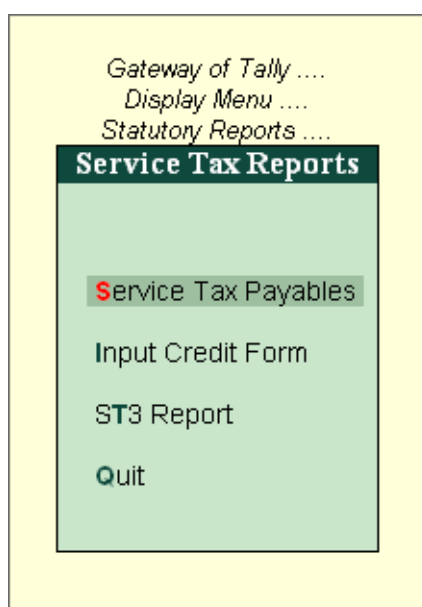 Gateway of Tally ....
Display Menu ....
Statutory Reports ....
Service Tax Reports
Service Tax Payables
Input Credit Form
ST3 Report
Quit